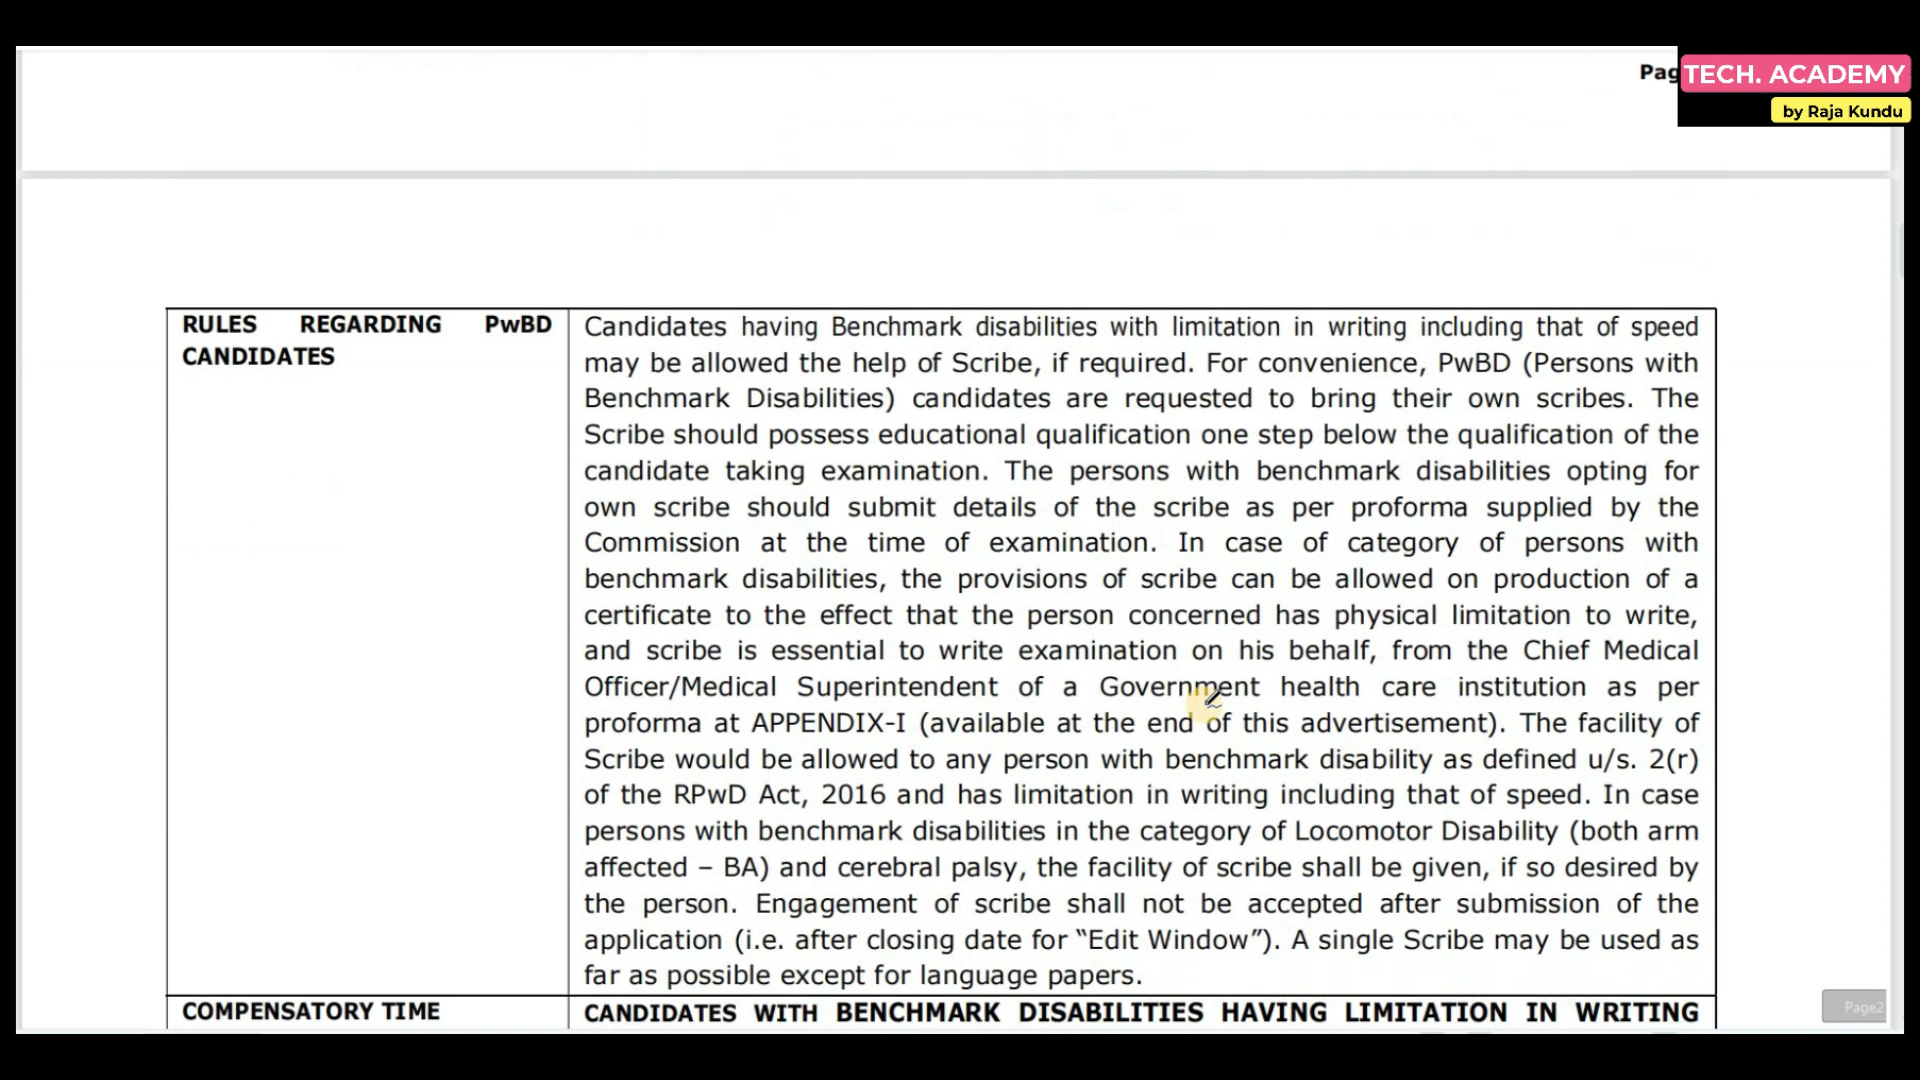 Pag
TECH. ACADEMY
by Raja Kundu
RULES REGARDING PwBD
CANDIDATES
Candidates having Benchmark disabilities with limitation in writing including that of speed
may be allowed the help of Scribe, if required. For convenience, PwBD (Persons with
Benchmark Disabilities) candidates are requested to bring their own scribes. The
Scribe should possess educational qualification one step below the qualification of the
candidate taking examination. The persons with benchmark disabilities opting for
own scribe should submit details of the scribe as per proforma supplied by the
Commission at the time of examination. In case of category of persons with
benchmark disabilities, the provisions of scribe can be allowed on production of a
certificate to the effect that the person concerned has physical limitation to write,
and scribe is essential to write examination on his behalf, from the Chief Medical
Officer/Medical Superintendent of a Government health care institution as per
proforma at APPENDIX-I (available at the end of this advertisement). The facility of
Scribe would be allowed to any person with benchmark disability as defined u/s. 2(r)
of the RPwD Act, 2016 and has limitation in writing including that of speed. In case
persons with benchmark disabilities in the category of Locomotor Disability (both arm
affected – BA) and cerebral palsy, the facility of scribe shall be given, if so desired by
the person. Engagement of scribe shall not be accepted after submission of the
application (i.e. after closing date for “Edit Window”). A single Scribe may be used as
far as possible except for language papers.
COMPENSATORY TIME
CANDIDATES WITH BENCHMARK DISABILITIES HAVING LIMITATION IN WRITING
Page2